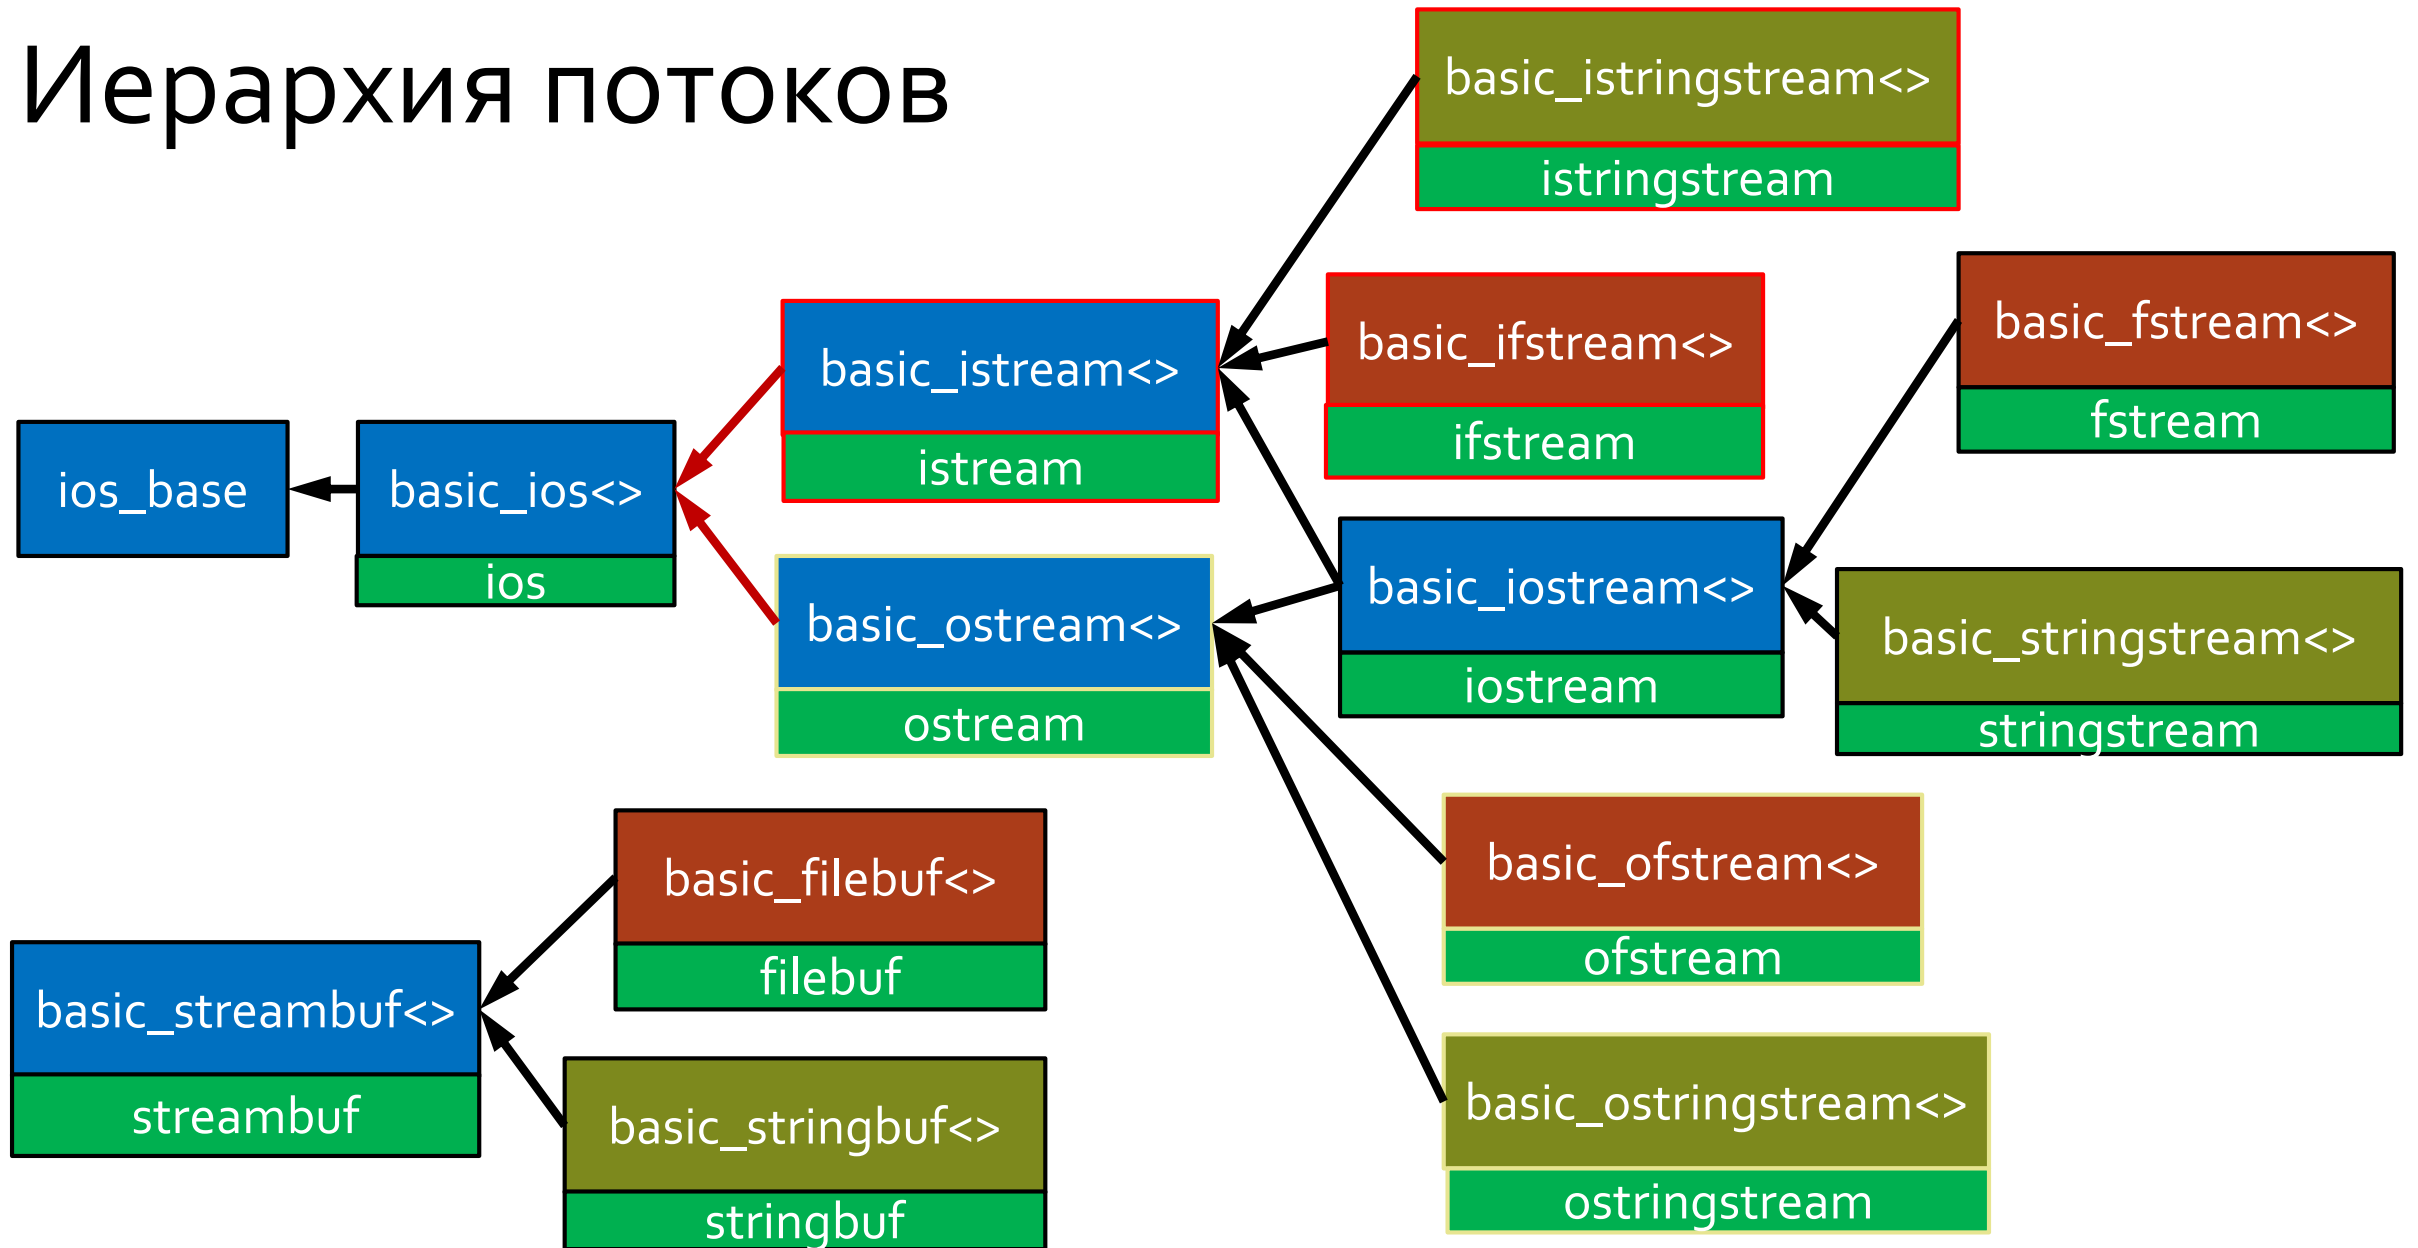 Иерархия потоков
basic_istringstream<>
istringstream
basic_istream<>
istream
basic_ifstream<>
ifstream
basic_fstream<>
fstream
ios_base
basic_ios<>
ios
basic_ostream<>
ostream
basic_iostream<>
iostream
basic_stringstream<>
stringstream
basic_filebuf<>
filebuf
basic_ofstream<>
ofstream
basic_streambuf<>
streambuf
basic_stringbuf<>
stringbuf
basic_ostringstream<>
ostringstream